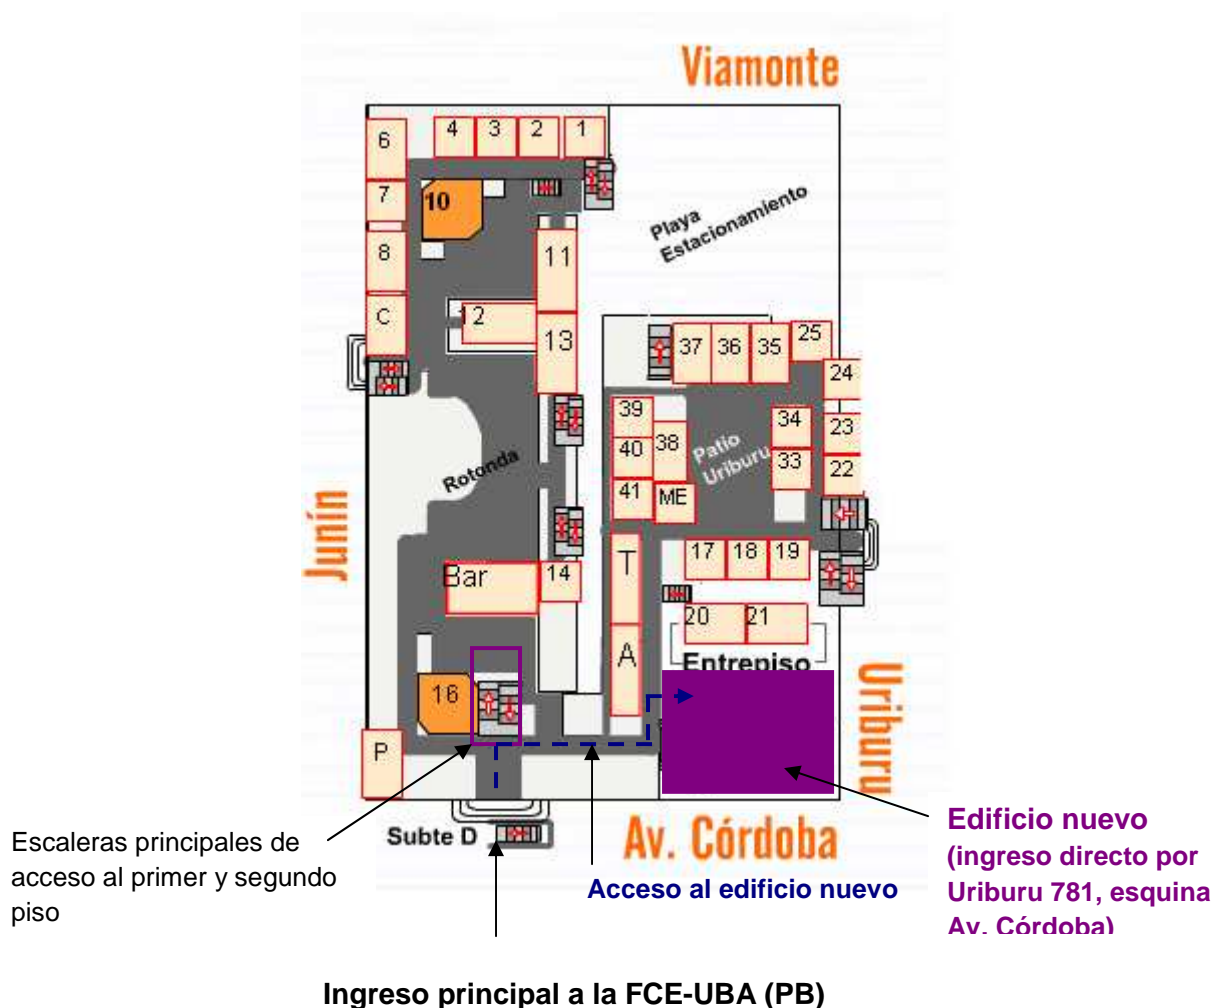 Viamonte
4 3 2 1
6
7
10
8
11
C
12
13
Playa
Estacionamiento
37 36 35 25
24
39
34
23
40 38
33
22
41 ME
Patio
Uriburu
Rotonda
Junín
17 18 19
T
Bar
14
20 21
A
Entrepiso
16
P
Uriburu
Subte D
Av. Córdoba
Escaleras principales de
acceso al primer y segundo
piso
Acceso al edificio nuevo
Edificio nuevo
(ingreso directo por
Uriburu 781, esquina
Av. Córdoba)
Ingreso principal a la FCE-UBA (PB)